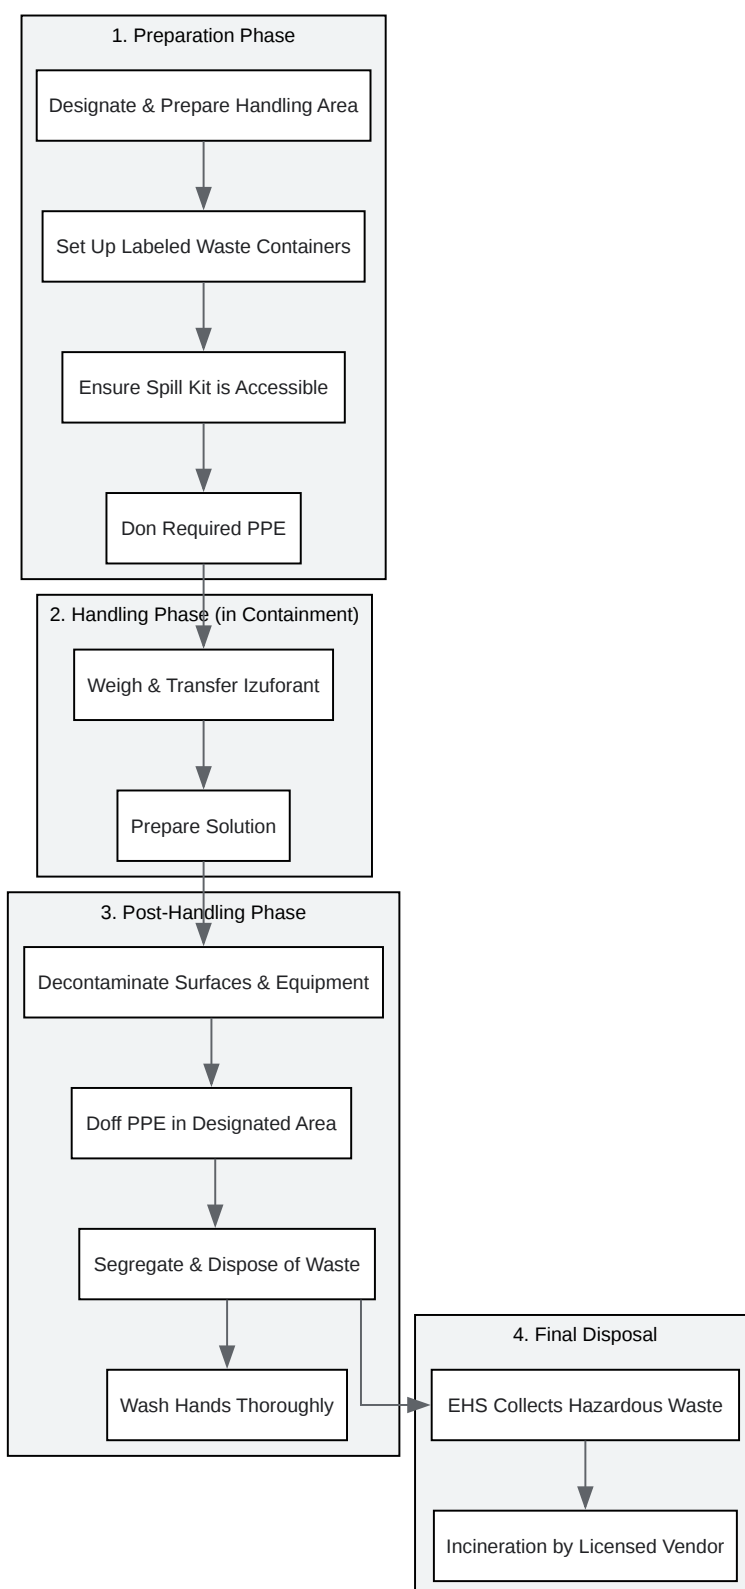 1. Preparation Phase
Designate & Prepare Handling Area
Set Up Labeled Waste Containers
Ensure Spill Kit is Accessible
Don Required PPE
2. Handling Phase (in Containment)
Weigh & Transfer Izuforant
Prepare Solution
3. Post-Handling Phase
Decontaminate Surfaces & Equipment
Doff PPE in Designated Area
Segregate & Dispose of Waste
Wash Hands Thoroughly
4. Final Disposal
EHS Collects Hazardous Waste
Incineration by Licensed Vendor